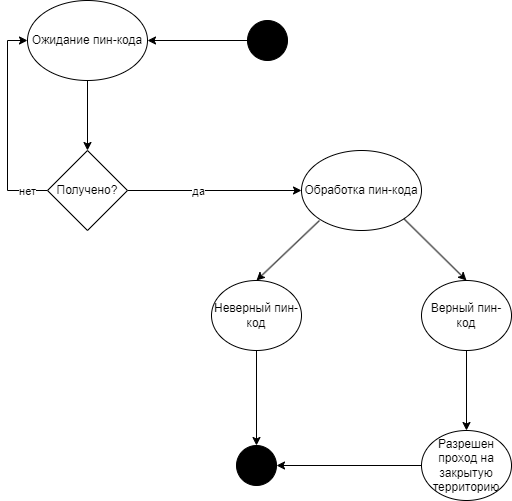 Ожидание пин-кода
нет
Получено?
да
Обработка пин-кода
Неверный пин-
код
Верный пин-
код
Разрешен
проход на
закрытую
территорию